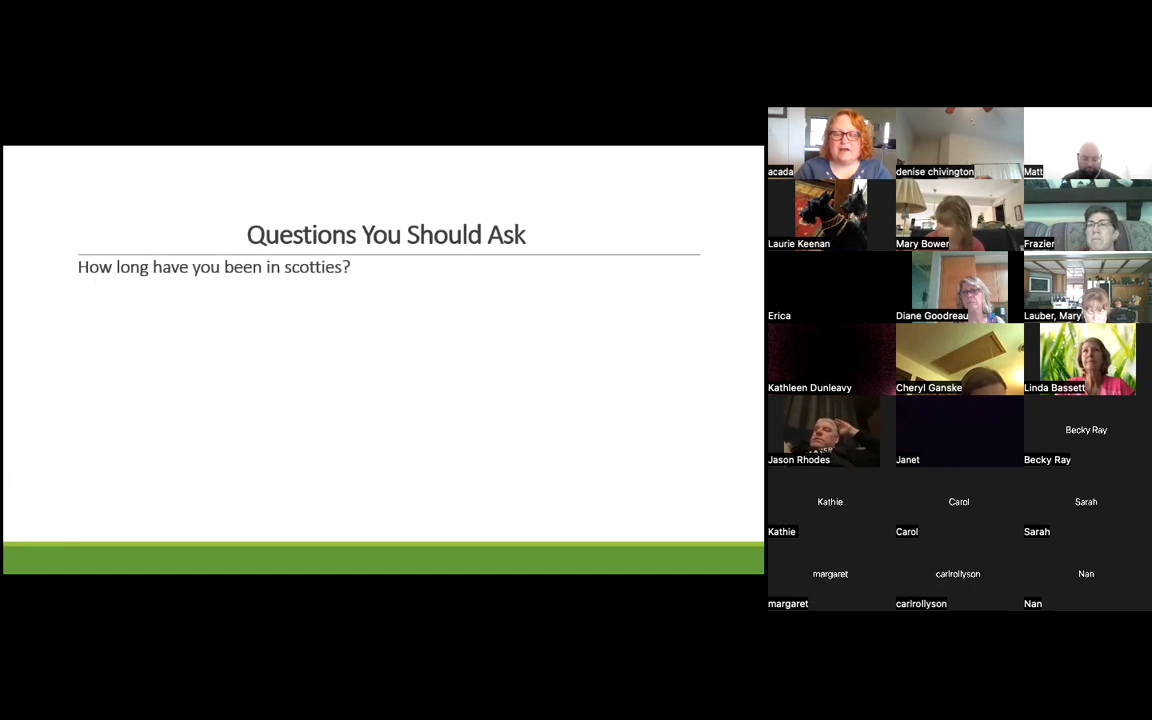 Questions You Should Ask
How long have you been in scotties?
acada
denise chivington
Matt
Laurie Keenan
Mary Bower
Frazier
Erica
Diane Goodreau
Lauber, Mary
Kathleen Dunleavy
Cheryl Ganske
Linda Bassett
Jason Rhodes
Janet
Becky Ray
Becky Ray
Kathie
Carol
Sarah
Kathie
Carol
Sarah
margaret
carlrollyson
Nan
margaret
carlrollyson
Nan